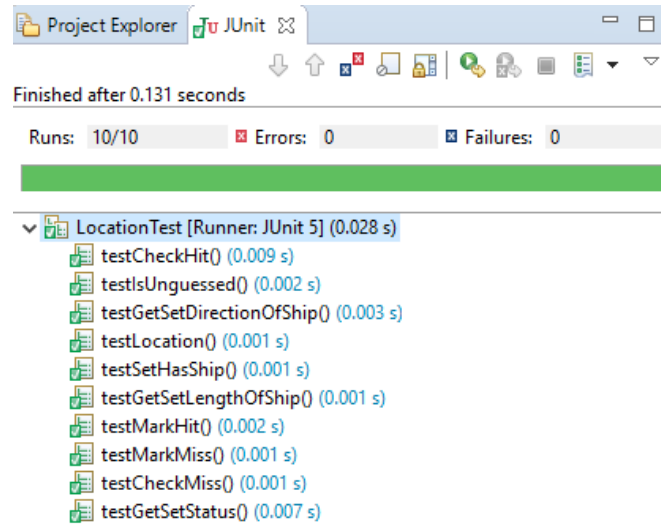 Project Explorer JUnit
Finished after 0.131 seconds
Runs: 10/10 Errors: 0 Failures: 0
LocationTest [Runner: JUnit 5] (0.028 s)
testCheckHit() (0.009 s)
testIsUnguessed() (0.002 s)
testGetSetDirectionOfShip() (0.003 s)
testLocation() (0.001 s)
testSetHasShip() (0.001 s)
testGetSetLengthOfShip() (0.001 s)
testMarkHit() (0.002 s)
testMarkMiss() (0.001 s)
testCheckMiss() (0.001 s)
testGetSetStatus() (0.007 s)